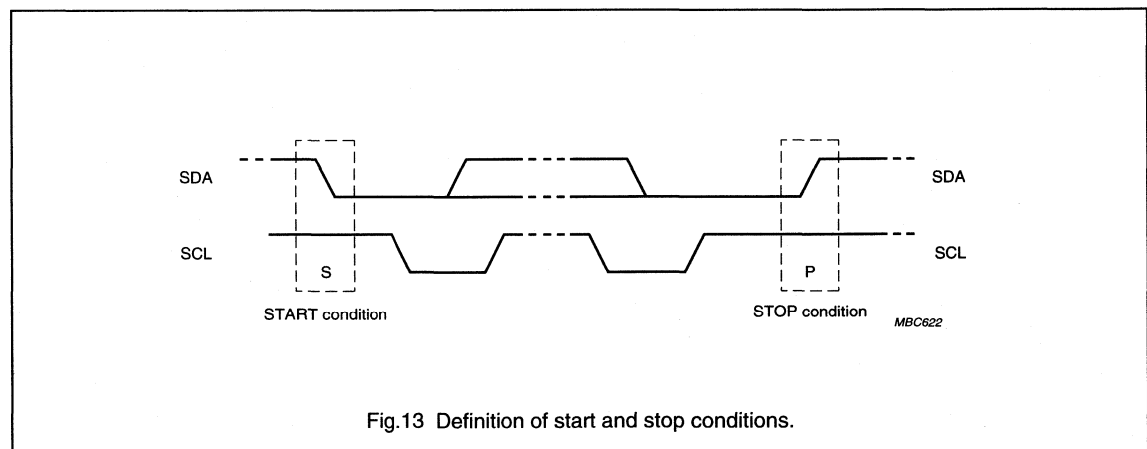 SDA
SDA
SCL
SCL
S
P
START condition
STOP condition
MBC622
Fig.13 Definition of start and stop conditions.